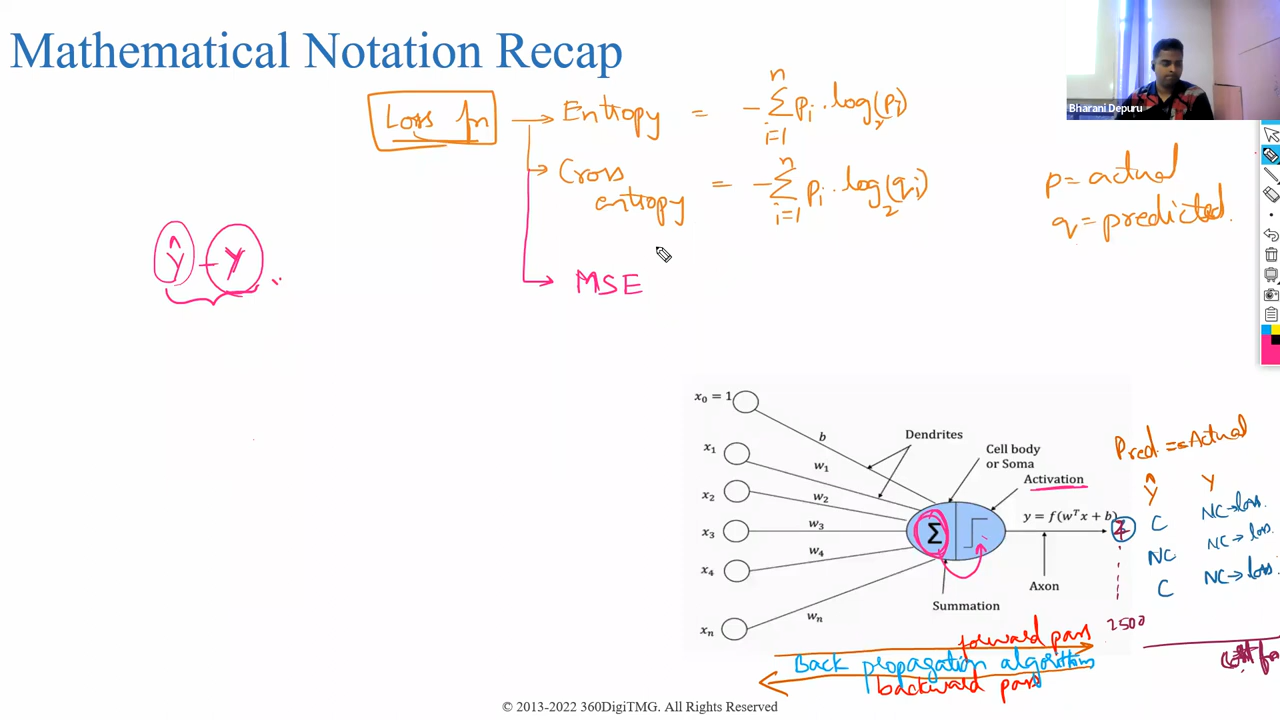 Mathematical Notation Recap
Bharani Depuru
Loss fn → Entropy = - n Σ i=1 pi . log2(pi)
Cross entropy = - n Σ i=1 pi . log2(qi)
p = actual
q = predicted
ŷ - y
MSE
x0 = 1
b
Dendrites
Cell body
or Soma
x1
w1
Activation
x2
w2
y = f(wTx + b)
x3
w3
Σ
x4
w4
Axon
xn
wn
Summation
Pred == Actual
Ŷ Y
C NC → loss
NC NC → loss
C NC → loss
2500
forward pass
Back propagation algorithm
backward pass
© 2013-2022 360DigiTMG. All Rights Reserved